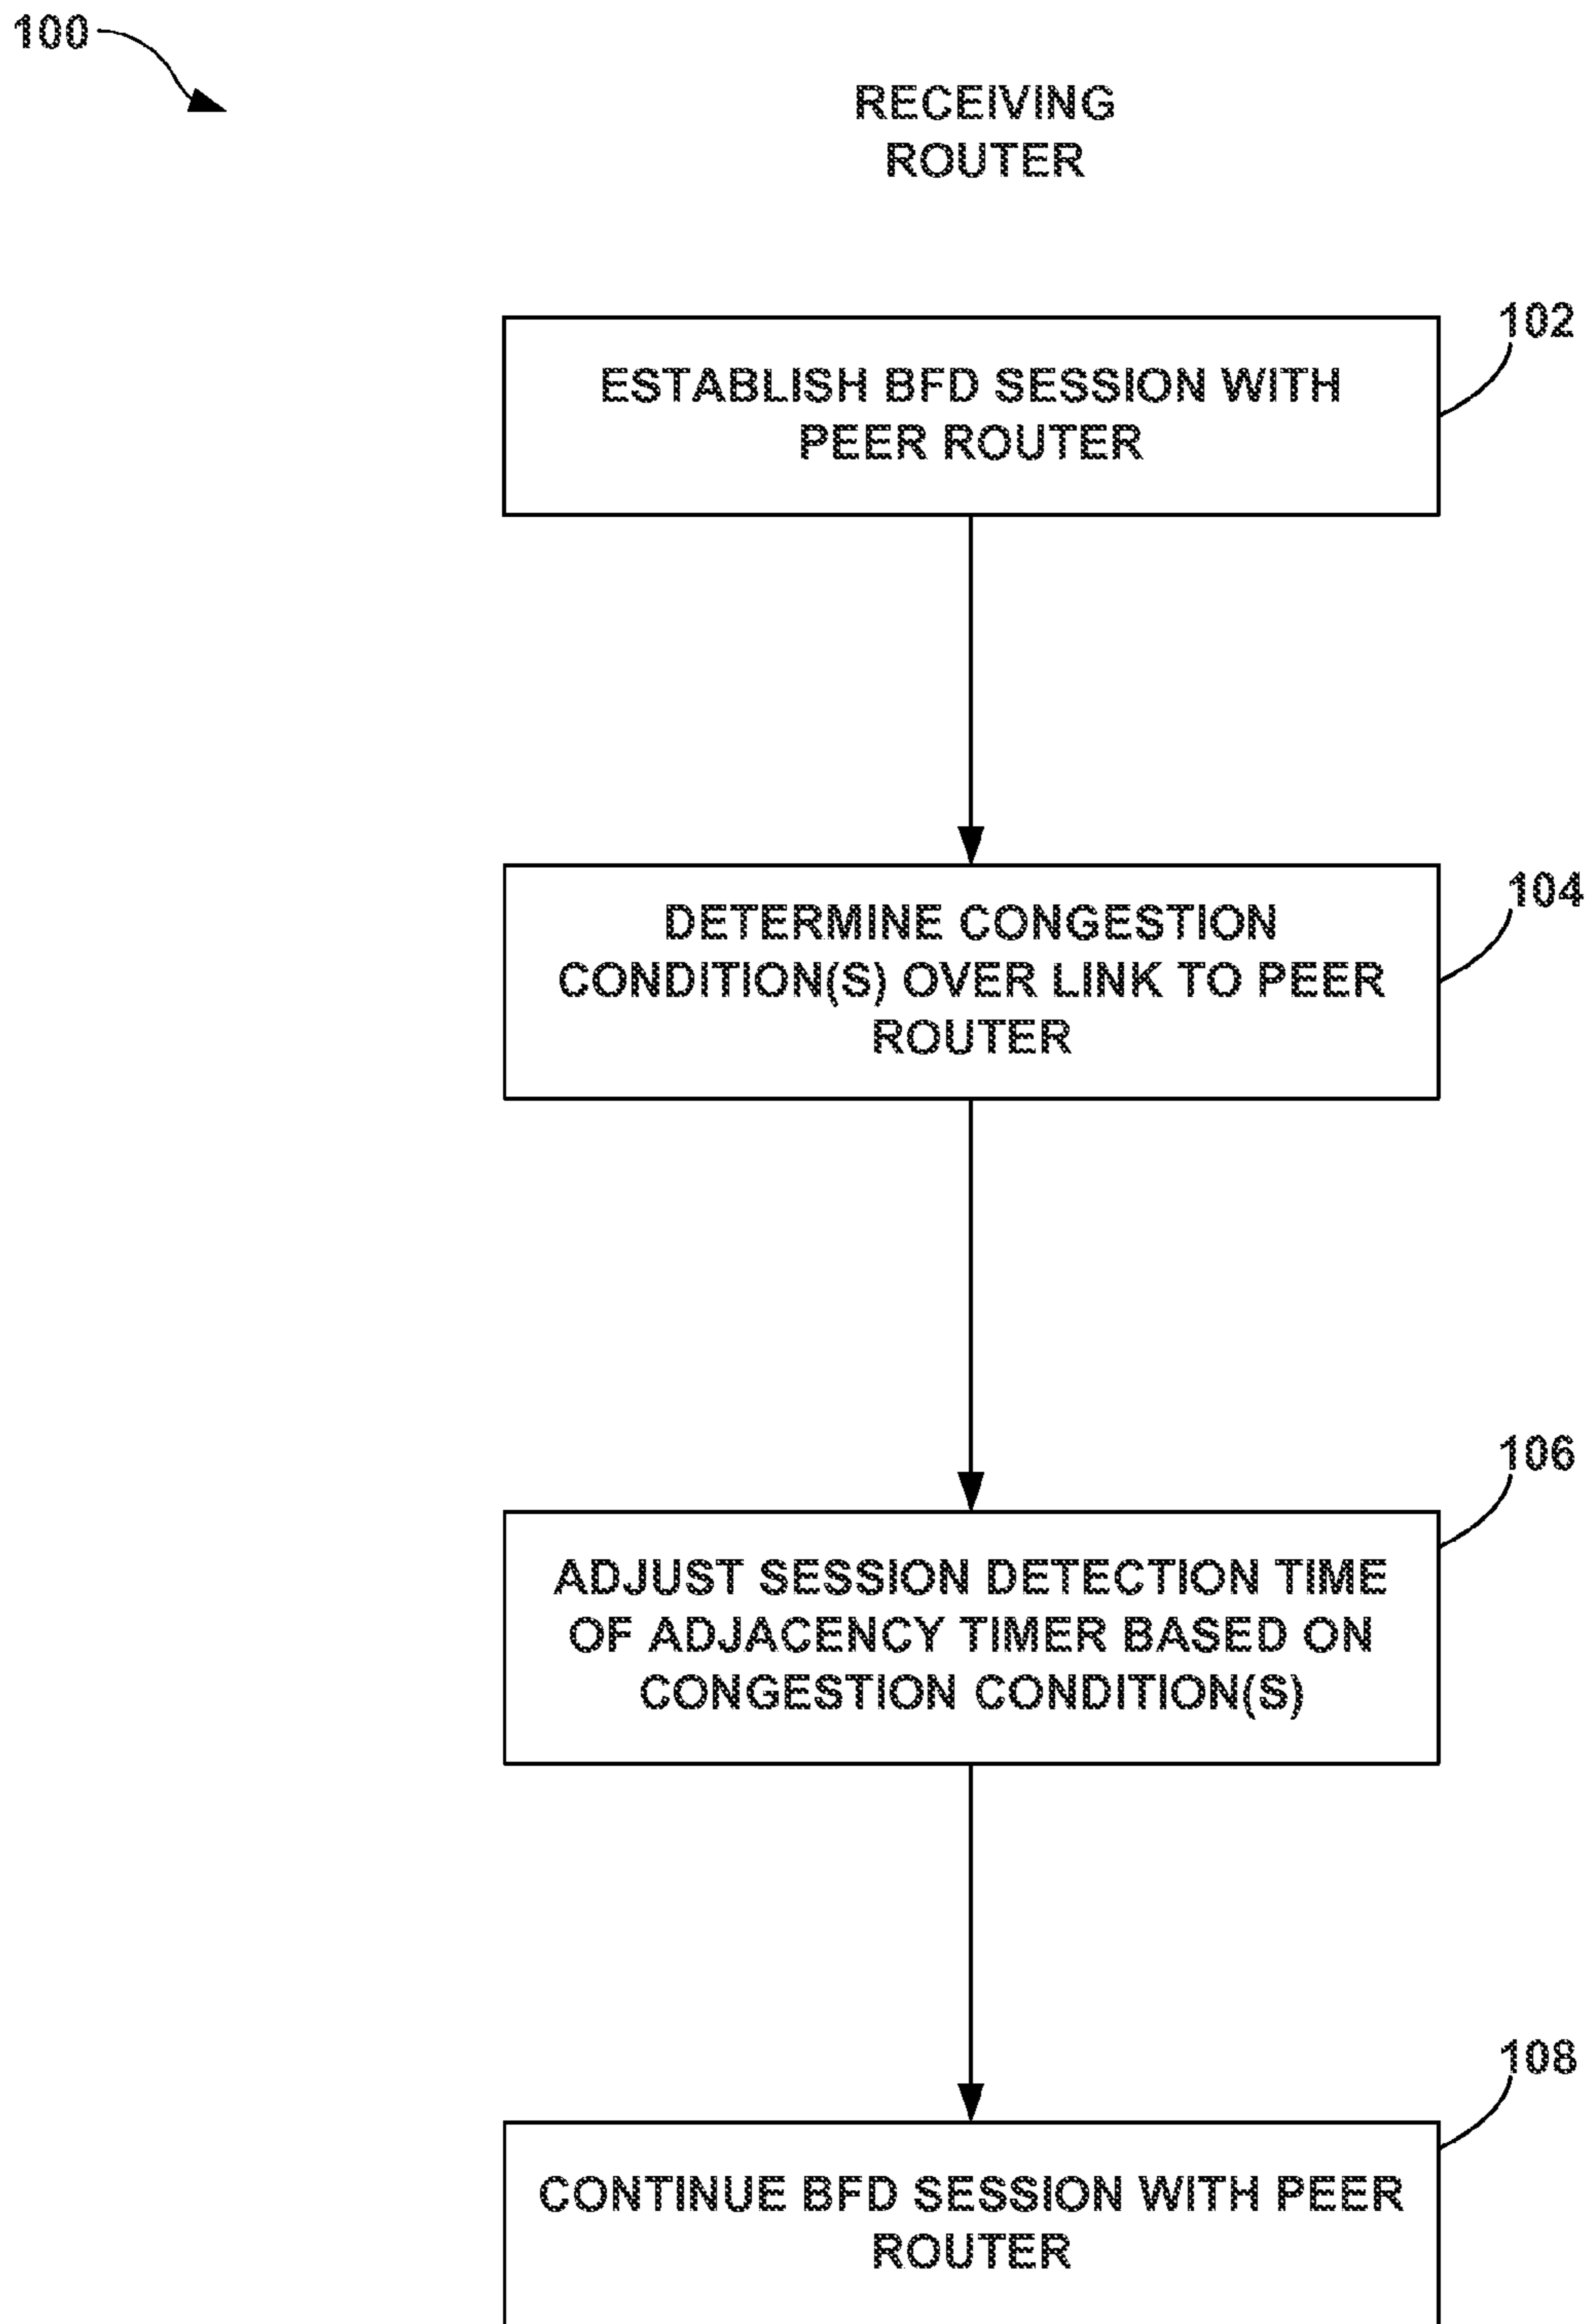 100
RECEIVING
ROUTER
102
ESTABLISH BFD SESSION WITH
PEER ROUTER
104
DETERMINE CONGESTION
CONDITION(S) OVER LINK TO PEER
ROUTER
106
ADJUST SESSION DETECTION TIME
OF ADJACENCY TIMER BASED ON
CONGESTION CONDITION(S)
108
CONTINUE BFD SESSION WITH PEER
ROUTER